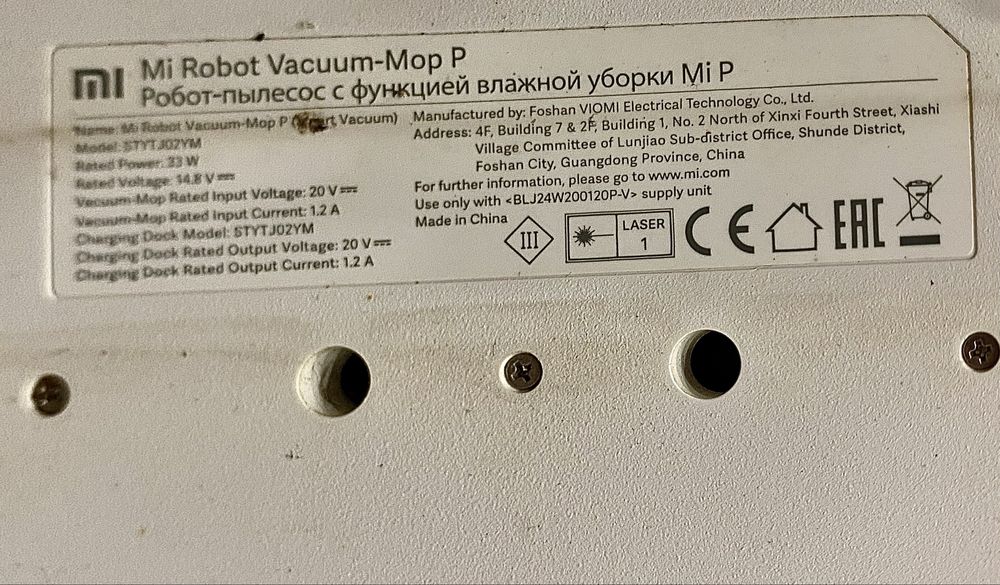 mi
Mi Robot Vacuum-Mop P
Робот-пылесос с функцией влажной уборки Mi P
Name: Mi Robot Vacuum-Mop P ( Vacuum)
Model: STYTJ02YM
Rated Power: 33 W
Rated Voltage: 14.8 V⎓
Vacuum-Mop Rated Input Voltage: 20 V⎓
Vacuum-Mop Rated Input Current: 1.2 A
Charging Dock Model: STYTJ02YM
Charging Dock Rated Output Voltage: 20 V⎓
Charging Dock Rated Output Current: 1.2 A
Manufactured by: Foshan VIOMI Electrical Technology Co., Ltd.
Address: 4F, Building 7 & 2F, Building 1, No. 2 North of Xinxi Fourth Street, Xiashi
Village Committee of Lunjiao Sub-district Office, Shunde District,
Foshan City, Guangdong Province, China
For further information, please go to www.mi.com
Use only with <BLJ24W200120P-V> supply unit
Made in China
III
LASER
1
CE
EAC